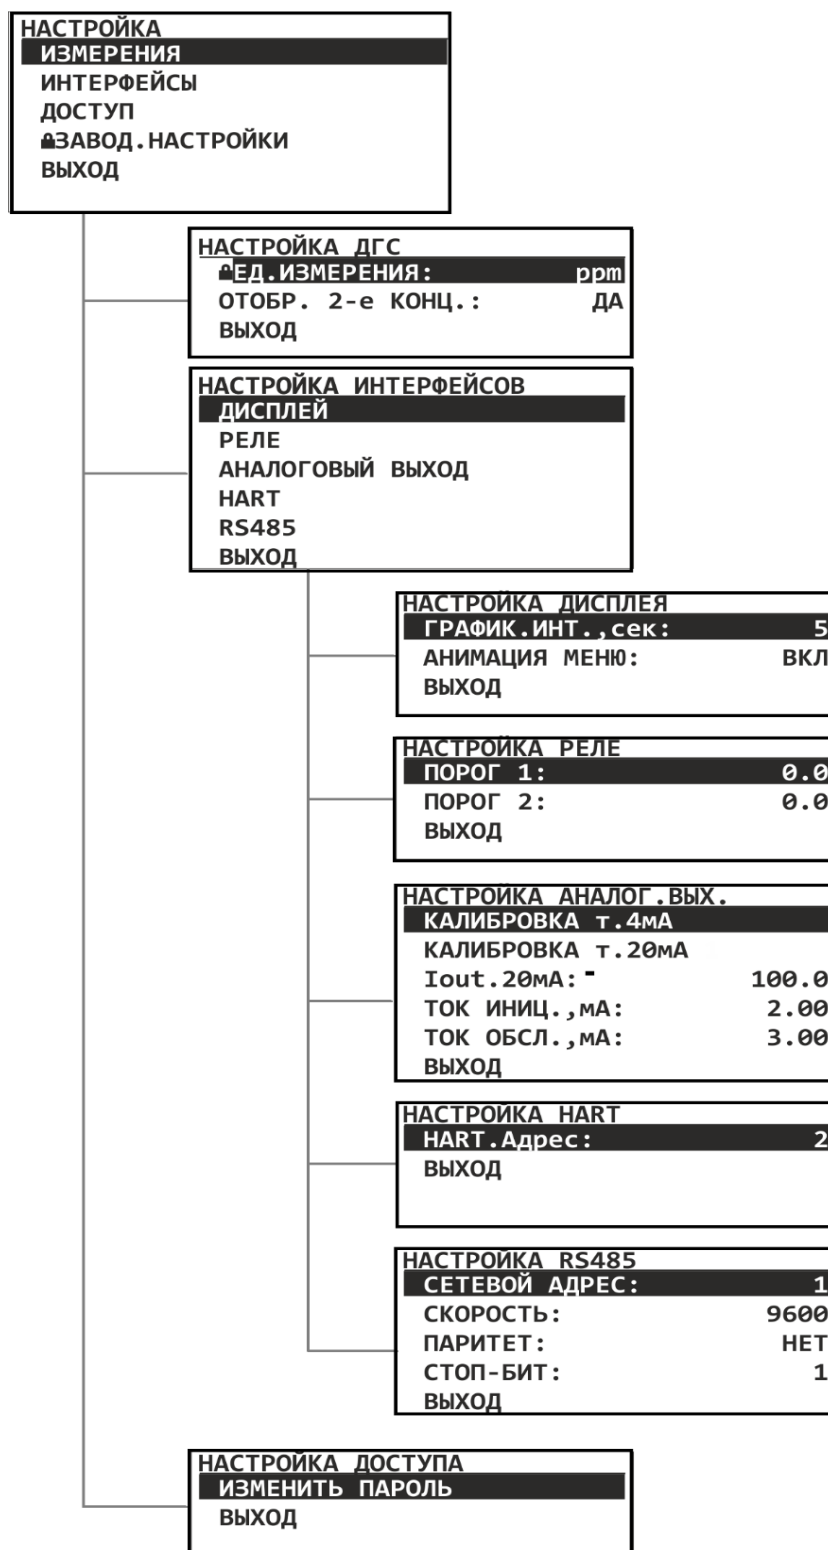 НАСТРОЙКА
ИЗМЕРЕНИЯ
ИНТЕРФЕЙСЫ
ДОСТУП
ЗАВОД.НАСТРОЙКИ
ВЫХОД
НАСТРОЙКА ДГС
ЕД.ИЗМЕРЕНИЯ: ppm
ОТОБР. 2-е КОНЦ.: ДА
ВЫХОД
НАСТРОЙКА ИНТЕРФЕЙСОВ
ДИСПЛЕЙ
РЕЛЕ
АНАЛОГОВЫЙ ВЫХОД
HART
RS485
ВЫХОД
НАСТРОЙКА ДИСПЛЕЯ
ГРАФИК.ИНТ.,сек: 5
АНИМАЦИЯ МЕНЮ: ВКЛ
ВЫХОД
НАСТРОЙКА РЕЛЕ
ПОРОГ 1: 0.0
ПОРОГ 2: 0.0
ВЫХОД
НАСТРОЙКА АНАЛОГ.ВЫХ.
КАЛИБРОВКА т.4мА
КАЛИБРОВКА т.20мА
Iout.20мА:- 100.0
ТОК ИНИЦ.,мА: 2.00
ТОК ОБСЛ.,мА: 3.00
ВЫХОД
НАСТРОЙКА HART
HART.Адрес: 2
ВЫХОД
НАСТРОЙКА RS485
СЕТЕВОЙ АДРЕС: 1
СКОРОСТЬ: 9600
ПАРИТЕТ: НЕТ
СТОП-БИТ: 1
ВЫХОД
НАСТРОЙКА ДОСТУПА
ИЗМЕНИТЬ ПАРОЛЬ
ВЫХОД